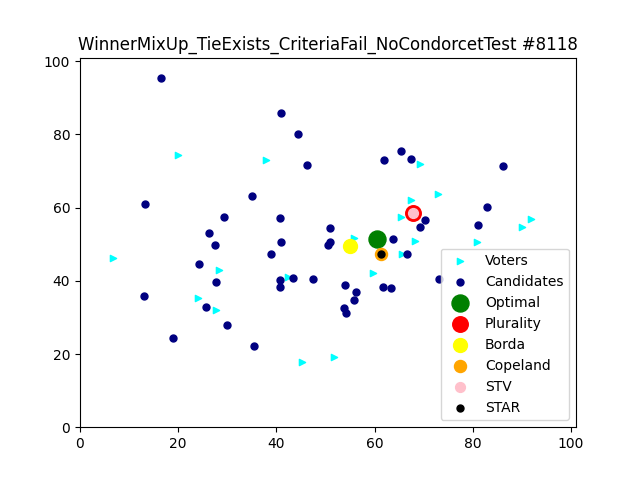 WinnerMixUp_TieExists_CriteriaFail_NoCondorcetTest #8118
100
80
60
40
20
0
0 20 40 60 80 100
Voters
Candidates
Optimal
Plurality
Borda
Copeland
STV
STAR